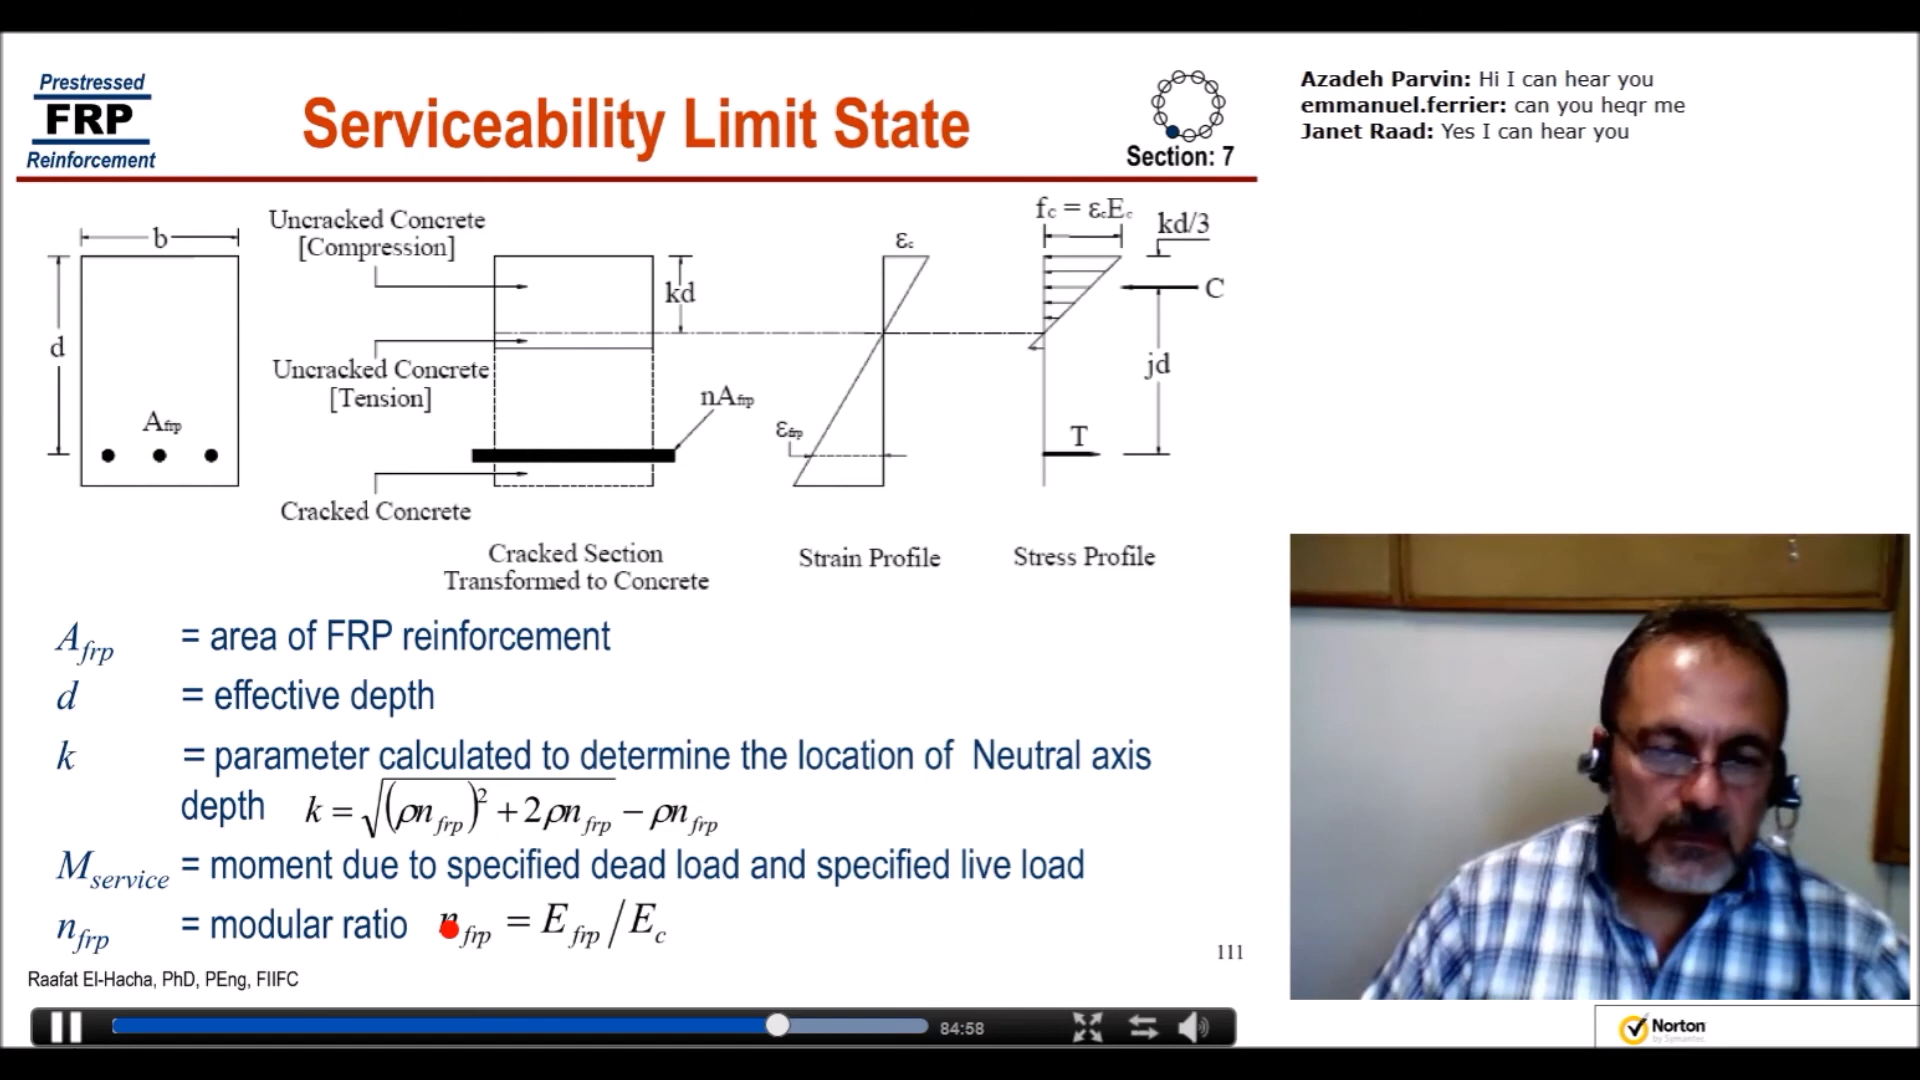 Prestressed
FRP
Reinforcement
Serviceability Limit State
Section: 7
Azadeh Parvin: Hi I can hear you
emmanuel.ferrier: can you heqr me
Janet Raad: Yes I can hear you
b
d
Afrp
Uncracked Concrete
[Compression]
Uncracked Concrete
[Tension]
Cracked Concrete
kd
nAfrp
Cracked Section
Transformed to Concrete
εc
εfrp
Strain Profile
fc = εcEc
kd/3
C
jd
T
Stress Profile
Afrp = area of FRP reinforcement
d = effective depth
k = parameter calculated to determine the location of Neutral axis
depth k = √(ρnfrp)² + 2ρnfrp − ρnfrp
Mservice = moment due to specified dead load and specified live load
nfrp = modular ratio nfrp = Efrp/Ec
111
Raafat El-Hacha, PhD, PEng, FIIFC
84:58
Norton
by Symantec